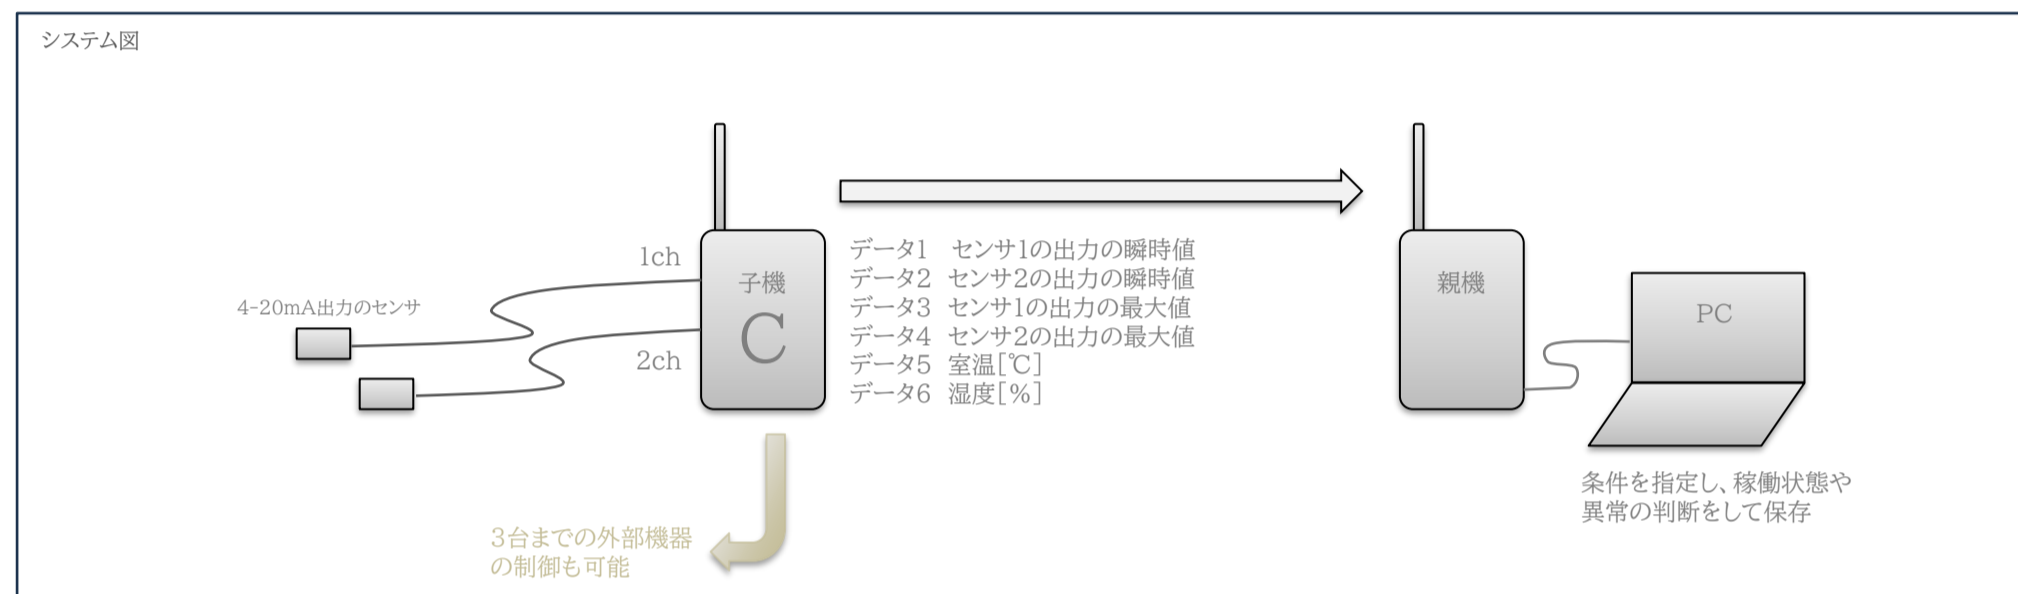 システム図
1ch
子機
C
4-20mA出力のセンサ
2ch
データ1 センサ1の出力の瞬時値
データ2 センサ2の出力の瞬時値
データ3 センサ1の出力の最大値
データ4 センサ2の出力の最大値
データ5 室温[℃]
データ6 湿度[%]
親機
PC
条件を指定し、稼働状態や
異常の判断をして保存
3台までの外部機器
の制御も可能